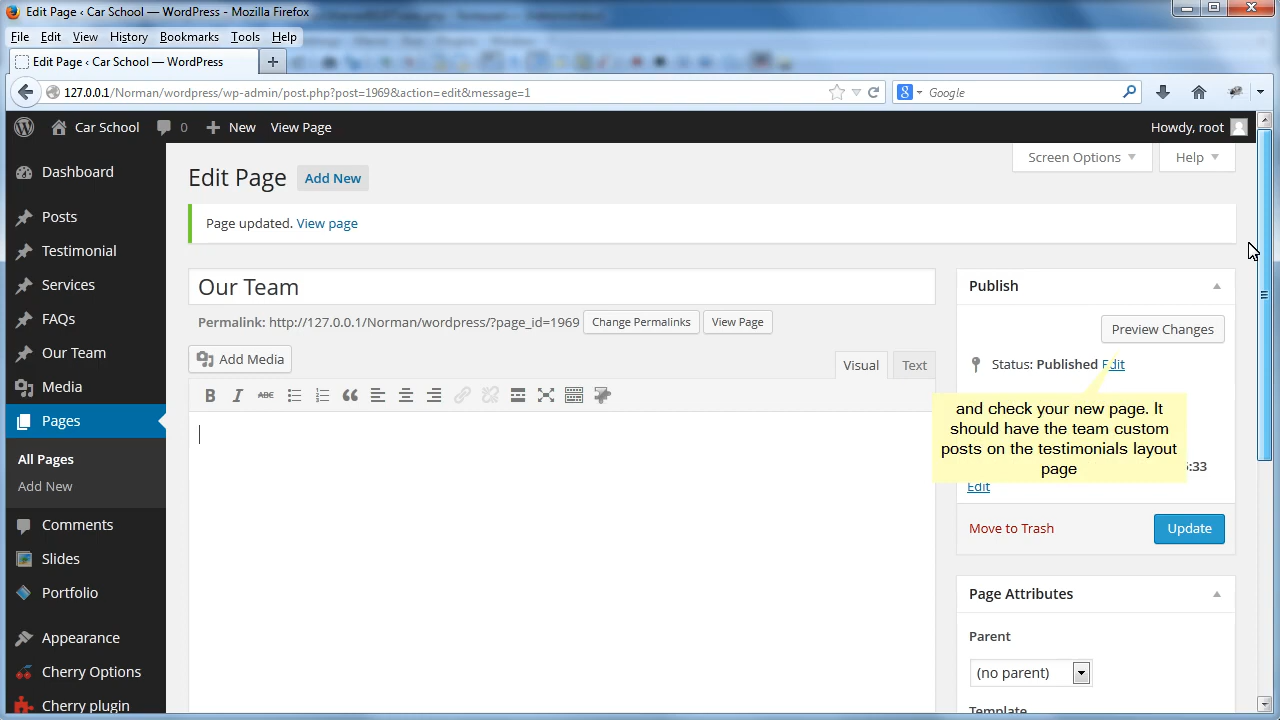 Edit Page ‹ Car School — WordPress - Mozilla Firefox
File Edit View History Bookmarks Tools Help
Edit Page ‹ Car School — WordPress
127.0.0.1/Norman/wordpress/wp-admin/post.php?post=1969&action=edit&message=1
Google
Car School 0 New View Page Howdy, root
Screen Options Help
Dashboard
Posts
Testimonial
Services
FAQs
Our Team
Media
Pages
All Pages
Add New
Comments
Slides
Portfolio
Appearance
Cherry Options
Cherry plugin
Edit Page Add New
Page updated. View page
Our Team
Permalink: http://127.0.0.1/Norman/wordpress/?page_id=1969 Change Permalinks View Page
Add Media Visual Text
B I ABC
Publish
Preview Changes
Status: Published Edit
and check your new page. It
should have the team custom
posts on the testimonials layout
page
:33
Edit
Move to Trash Update
Page Attributes
Parent
(no parent)
Template